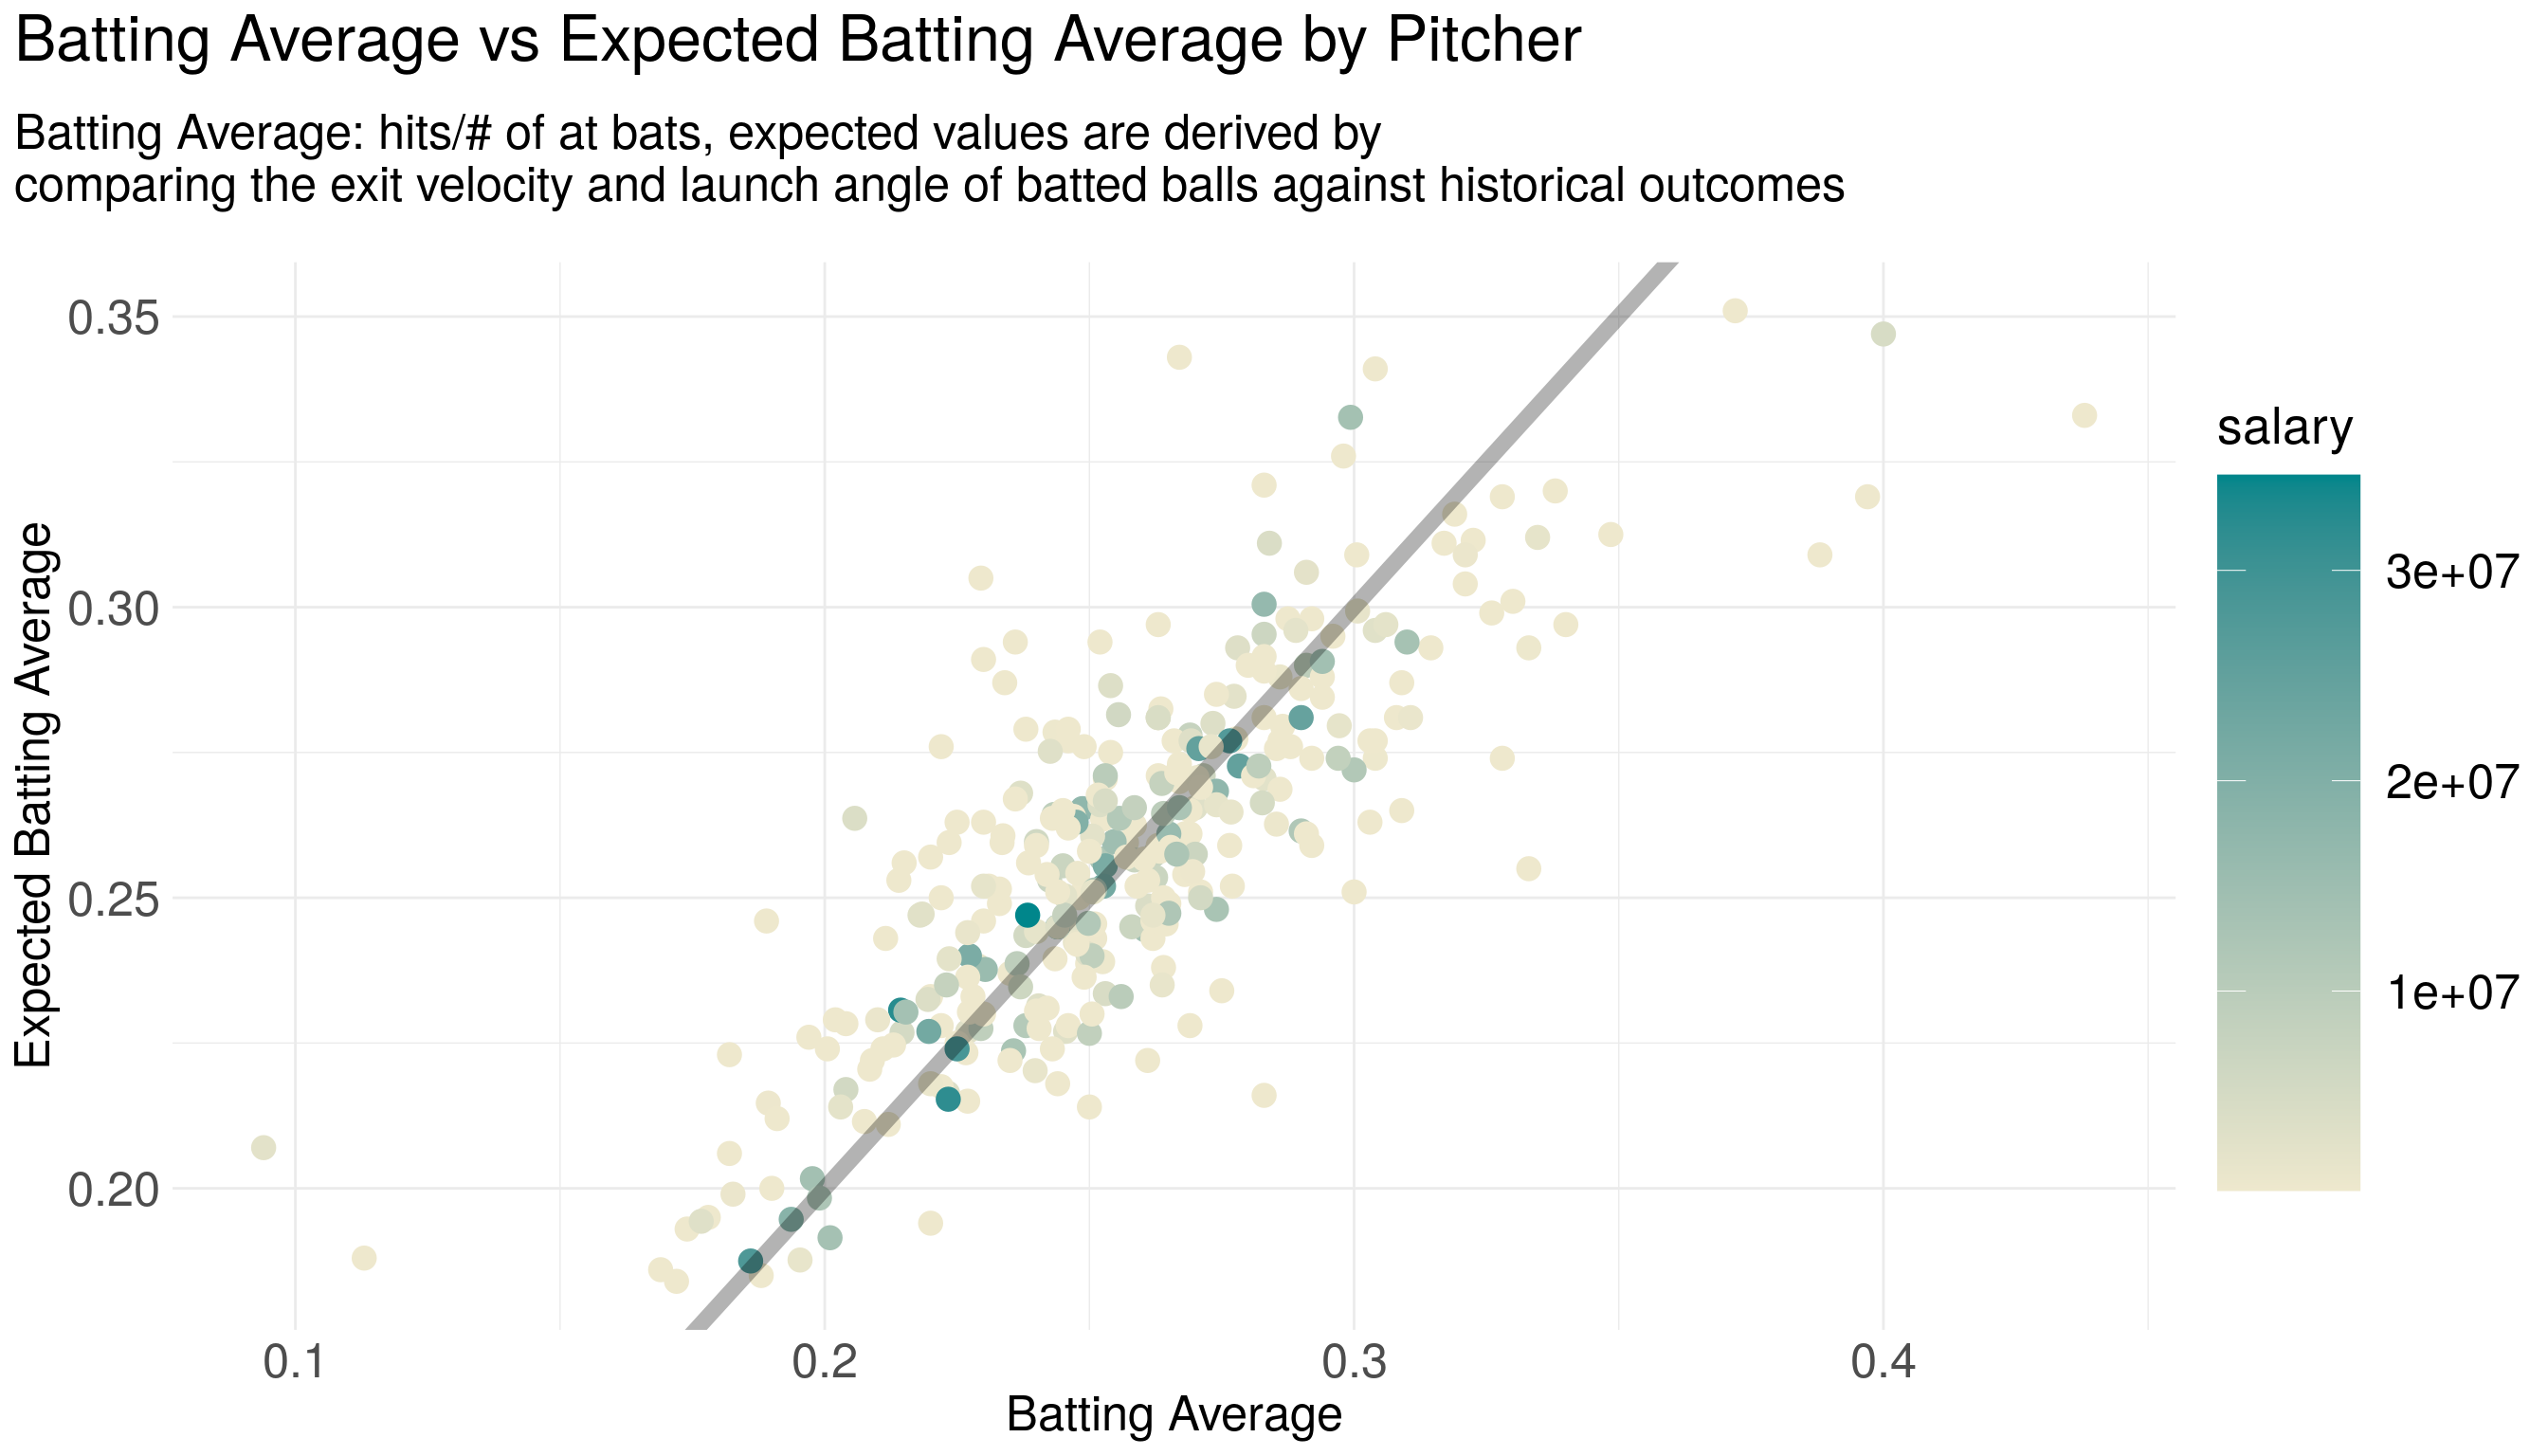 Batting Average vs Expected Batting Average by Pitcher
Batting Average: hits/# of at bats, expected values are derived by
comparing the exit velocity and launch angle of batted balls against historical outcomes
Expected Batting Average
0.35
0.30
0.25
0.20
0.1
0.2
0.3
0.4
Batting Average
salary
3e+07
2e+07
1e+07